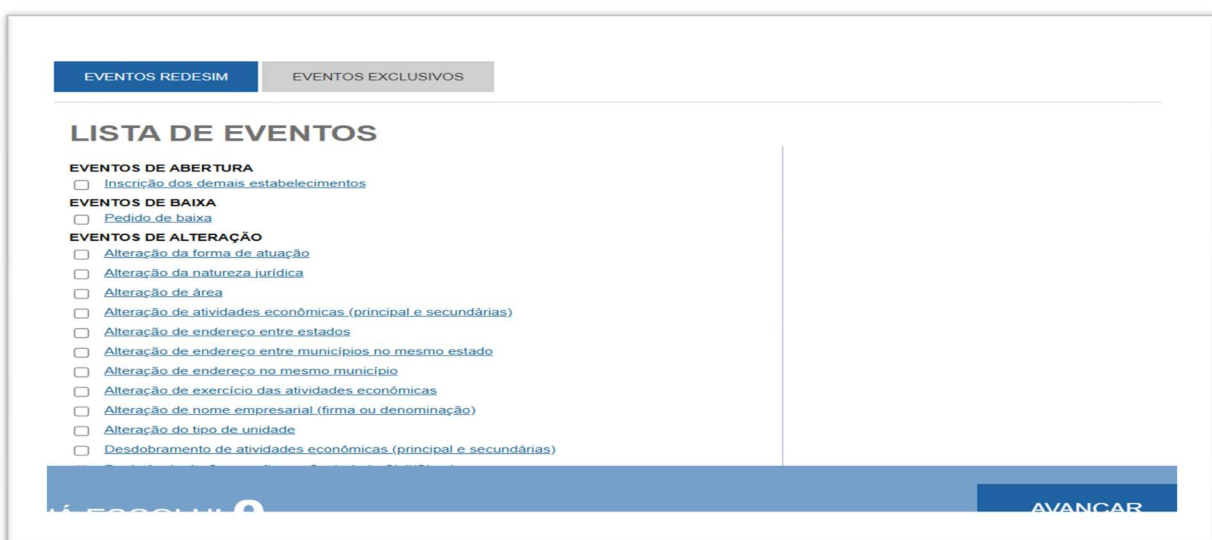 EVENTOS REDESIM EVENTOS EXCLUSIVOS
LISTA DE EVENTOS
EVENTOS DE ABERTURA
Inscrição dos demais estabelecimentos
EVENTOS DE BAIXA
Pedido de baixa
EVENTOS DE ALTERAÇÃO
Alteração da forma de atuação
Alteração da natureza jurídica
Alteração de área
Alteração de atividades econômicas (principal e secundárias)
Alteração de endereço entre estados
Alteração de endereço entre municípios no mesmo estado
Alteração de endereço no mesmo município
Alteração de exercício das atividades econômicas
Alteração de nome empresarial (firma ou denominação)
Alteração do tipo de unidade
Desdobramento de atividades econômicas (principal e secundárias)
AVANÇAR